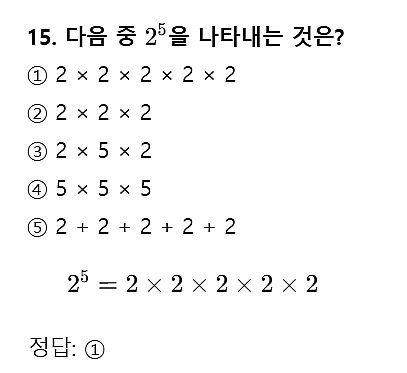 15. 다음 중 2⁵을 나타내는 것은?
① 2 × 2 × 2 × 2 × 2
② 2 × 2 × 2
③ 2 × 5 × 2
④ 5 × 5 × 5
⑤ 2 + 2 + 2 + 2 + 2
2⁵ = 2 × 2 × 2 × 2 × 2
정답: ①